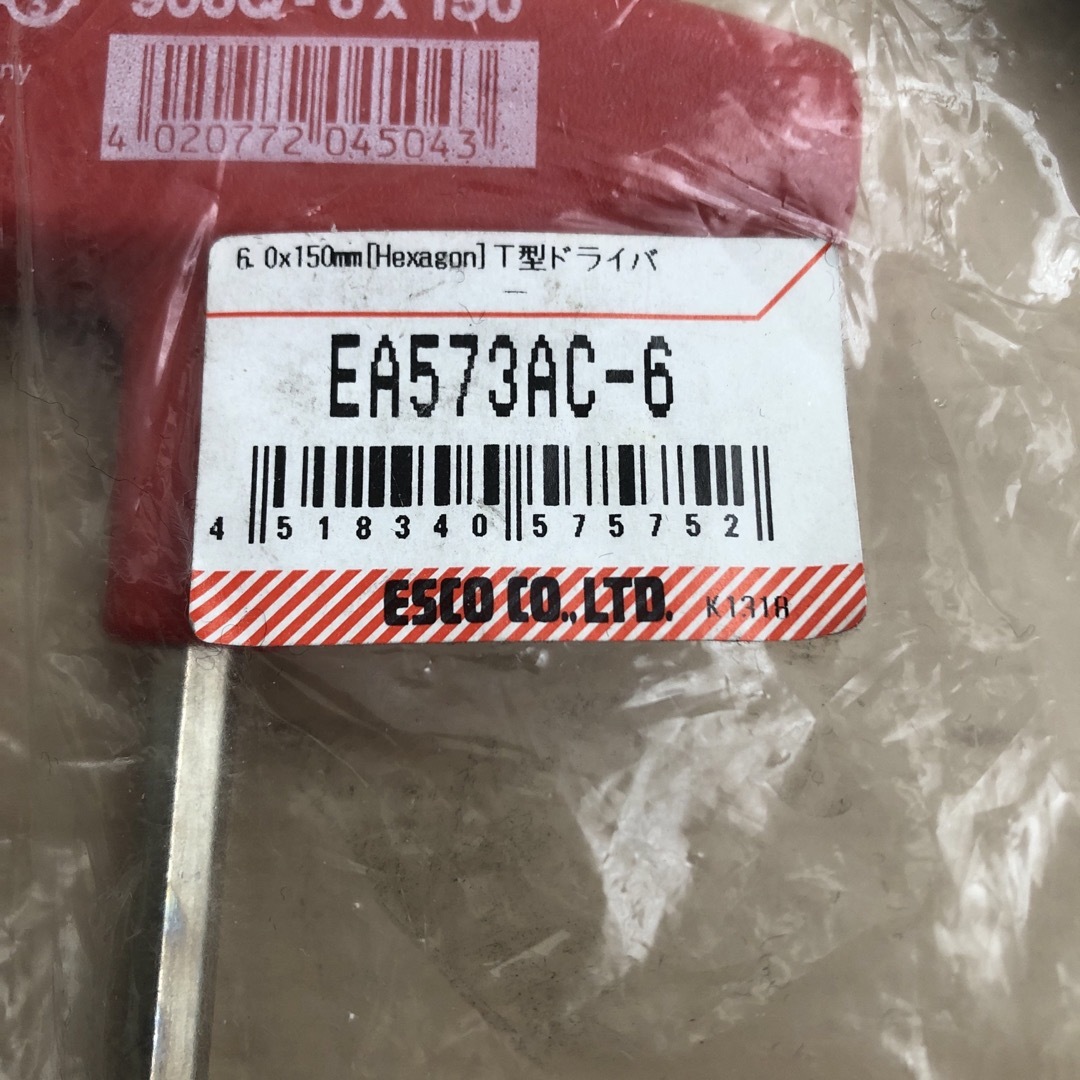 6.0x150mm[Hexagon]T型ドライバ
ー
EA573AC-6
4 518340 575752
ESCO CO.,LTD. K1318
4 020772 045043